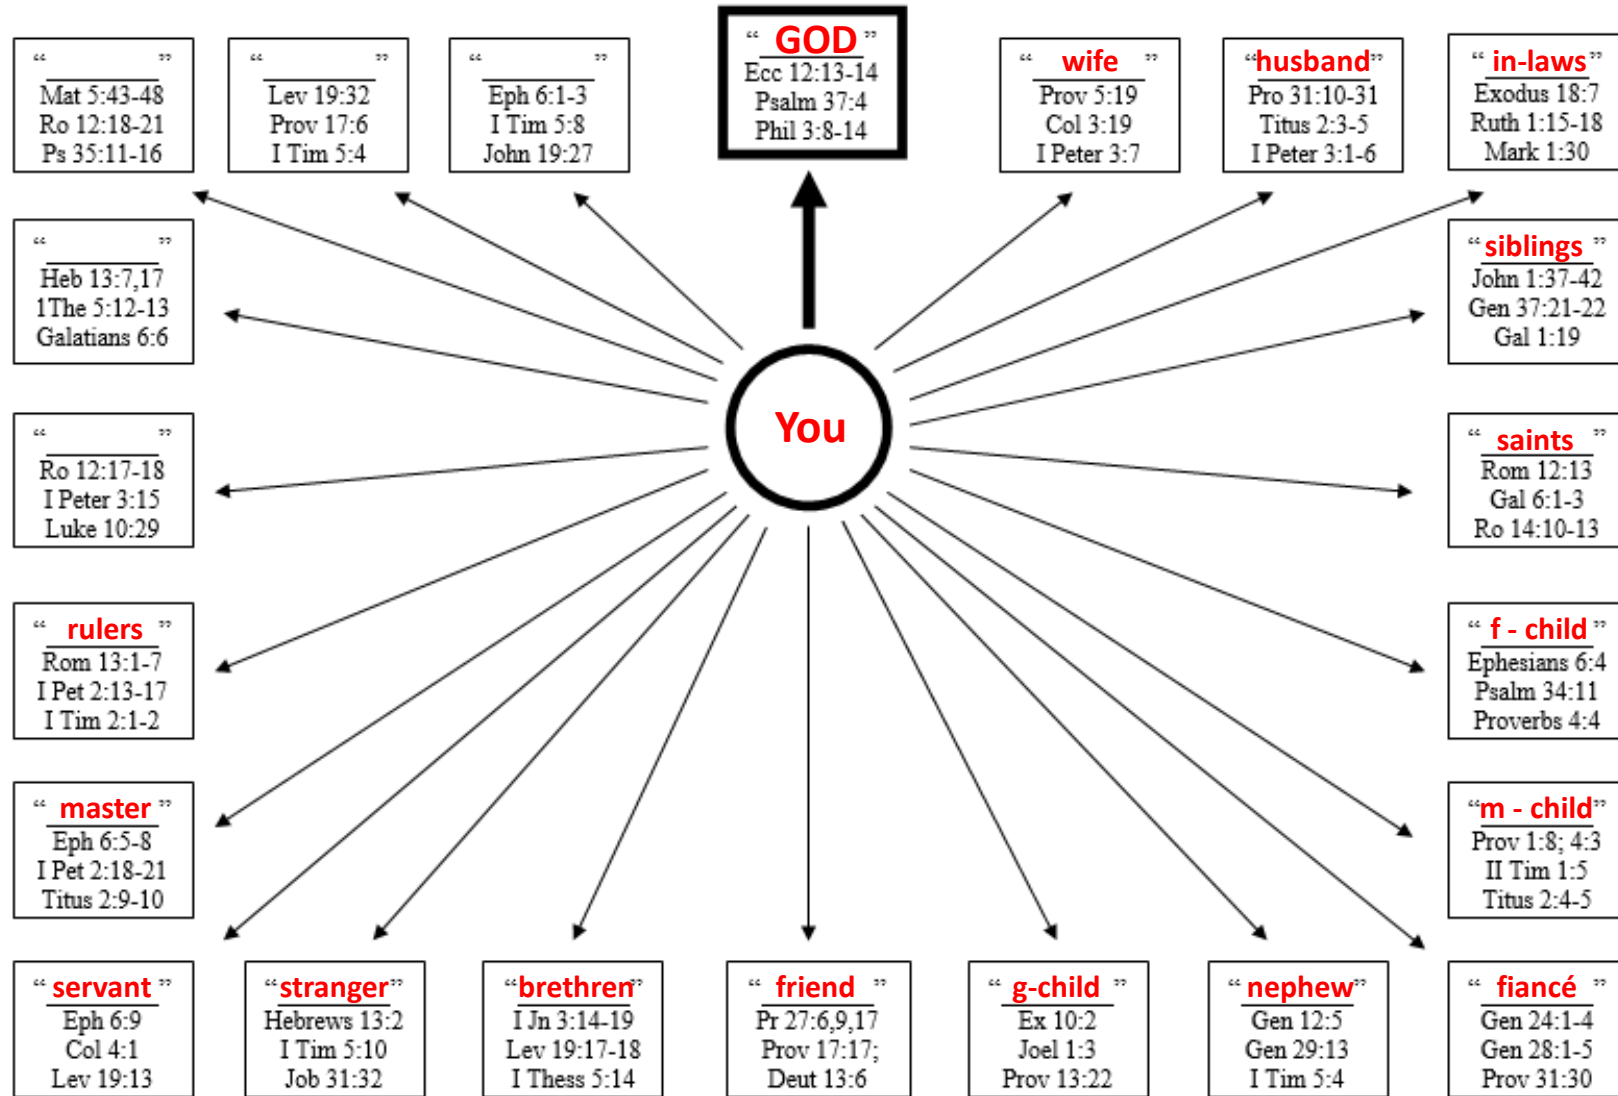 “ ”
Mat 5:43-48
Ro 12:18-21
Ps 35:11-16
“ ”
Lev 19:32
Prov 17:6
I Tim 5:4
“ ”
Eph 6:1-3
I Tim 5:8
John 19:27
“ GOD ”
Ecc 12:13-14
Psalm 37:4
Phil 3:8-14
“ wife ”
Prov 5:19
Col 3:19
I Peter 3:7
“husband”
Pro 31:10-31
Titus 2:3-5
I Peter 3:1-6
“ in-laws ”
Exodus 18:7
Ruth 1:15-18
Mark 1:30
“ ”
Heb 13:7,17
1The 5:12-13
Galatians 6:6
“siblings”
John 1:37-42
Gen 37:21-22
Gal 1:19
You
“ ”
Ro 12:17-18
I Peter 3:15
Luke 10:29
“ saints ”
Rom 12:13
Gal 6:1-3
Ro 14:10-13
“ rulers ”
Rom 13:1-7
I Pet 2:13-17
I Tim 2:1-2
“ f - child ”
Ephesians 6:4
Psalm 34:11
Proverbs 4:4
“ master ”
Eph 6:5-8
I Pet 2:18-21
Titus 2:9-10
“m - child”
Prov 1:8; 4:3
II Tim 1:5
Titus 2:4-5
“ servant ”
Eph 6:9
Col 4:1
Lev 19:13
“stranger”
Hebrews 13:2
I Tim 5:10
Job 31:32
“brethren”
I Jn 3:14-19
Lev 19:17-18
I Thess 5:14
“ friend ”
Pr 27:6,9,17
Prov 17:17;
Deut 13:6
“ g-child ”
Ex 10:2
Joel 1:3
Prov 13:22
“nephew”
Gen 12:5
Gen 29:13
I Tim 5:4
“ fiancé ”
Gen 24:1-4
Gen 28:1-5
Prov 31:30